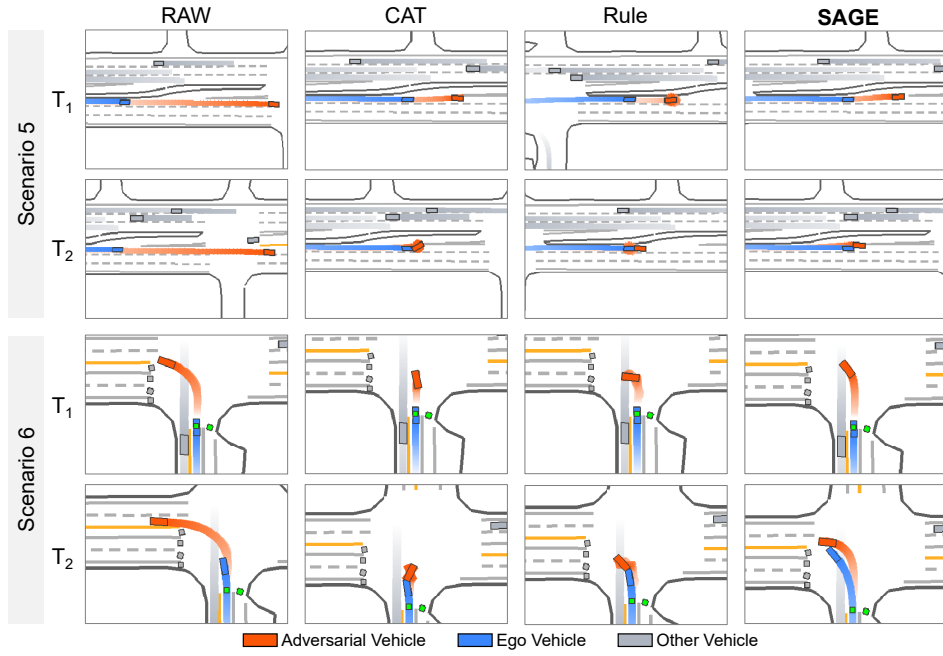 RAW CAT Rule SAGE
Scenario 5
T1
T2
Scenario 6
T1
T2
Adversarial Vehicle Ego Vehicle Other Vehicle